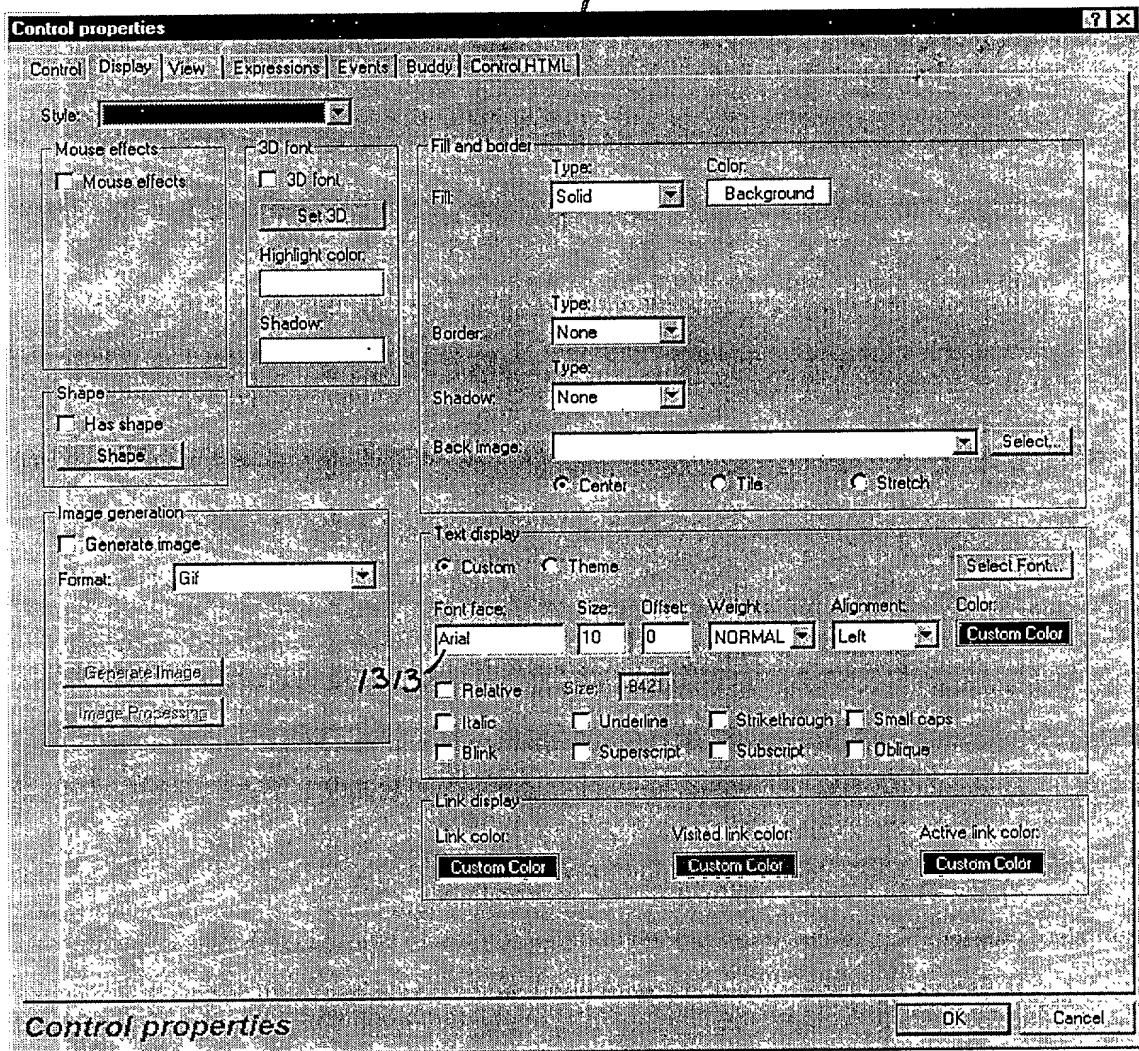 Control properties
Control Display View Expressions Events Buddy Control HTML
Style:
Mouse effects
Mouse effects
3D font
3D font
Set 3D
Highlight color:
Shadow:
Shape
Has shape
Shape
Image generation
Generate image
Format: Gif
Generate Image
Image Processing
Fill and border
Type: Color:
Fill: Solid Background
Type:
Border: None
Type:
Shadow: None
Back image: Select...
Center Tile Stretch
Text display
Custom Theme Select Font...
Font face: Size: Offset: Weight: Alignment: Color:
Arial 10 0 NORMAL Left Custom Color
1313
Relative Size: -8421
Italic Underline Strikethrough Small caps
Blink Superscript Subscript Oblique
Link display
Link color: Visited link color: Active link color:
Custom Color Custom Color Custom Color
Control properties OK Cancel